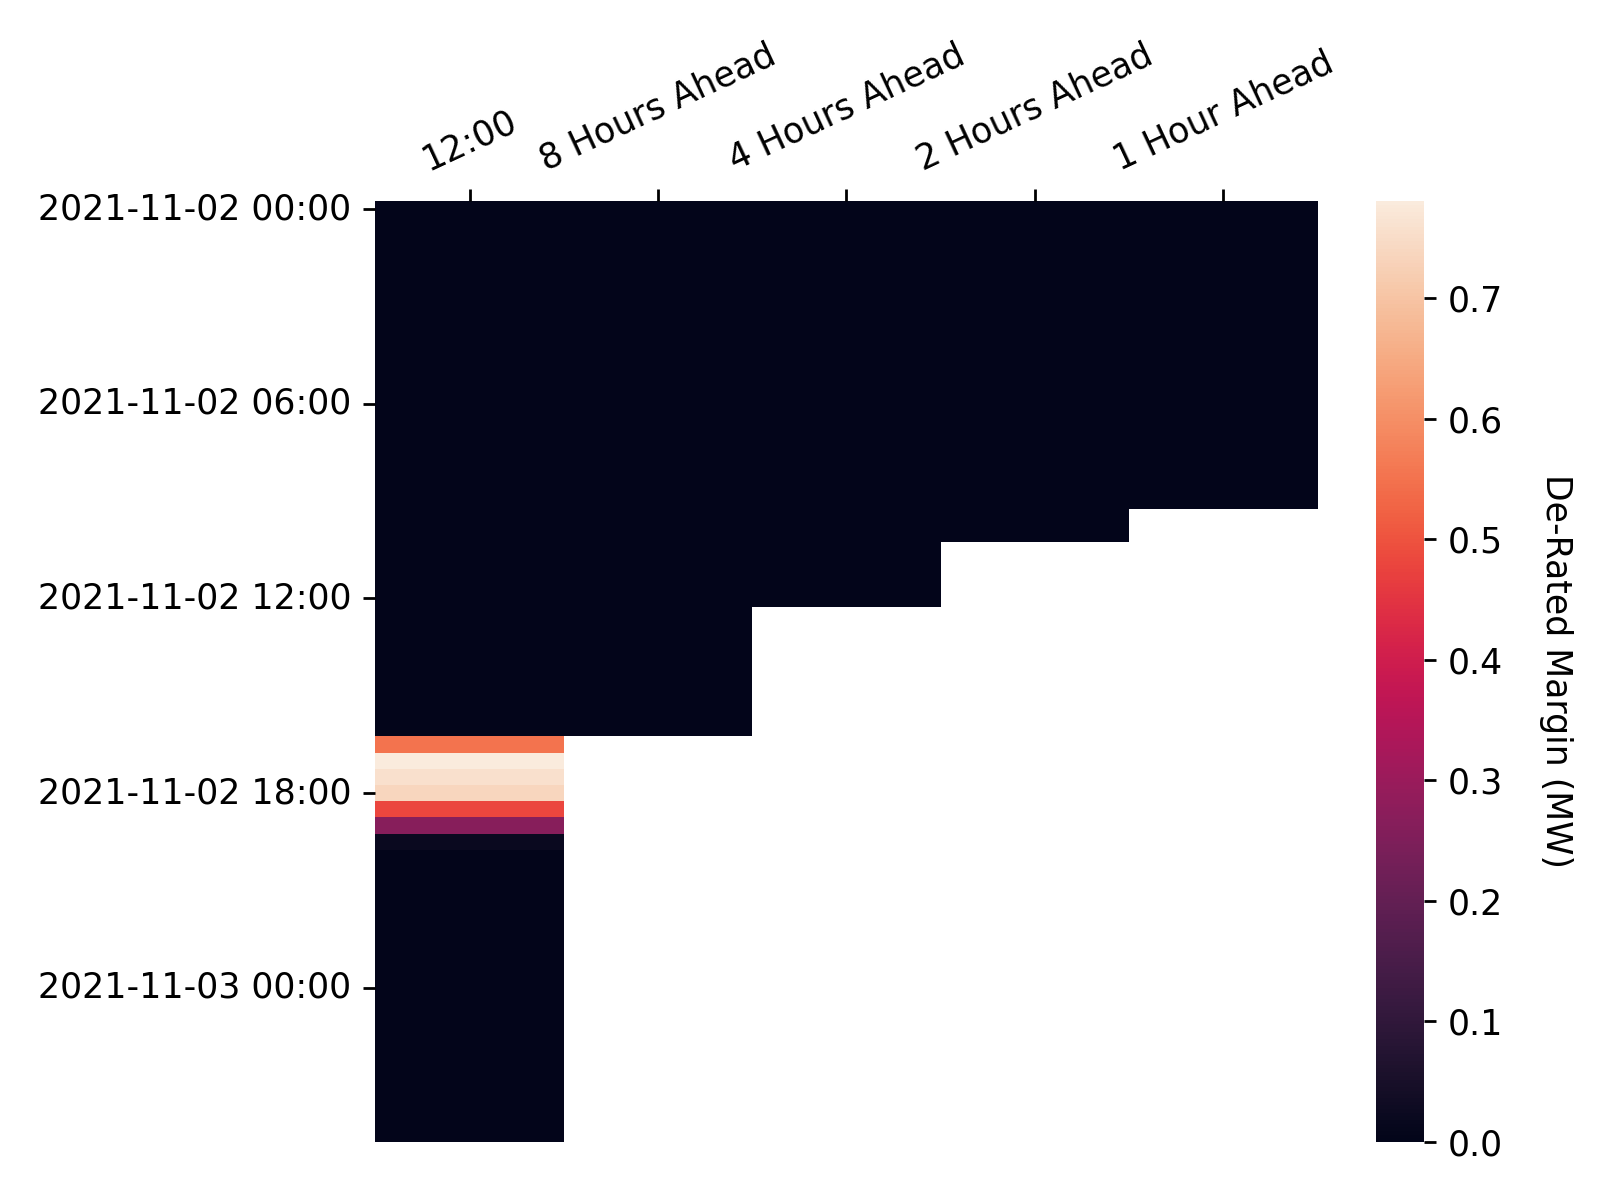 12:00
8 Hours Ahead
4 Hours Ahead
2 Hours Ahead
1 Hour Ahead
2021-11-02 00:00
2021-11-02 06:00
2021-11-02 12:00
2021-11-02 18:00
2021-11-03 00:00
0.7
0.6
0.5
0.4
0.3
0.2
0.1
0.0
De-Rated Margin (MW)